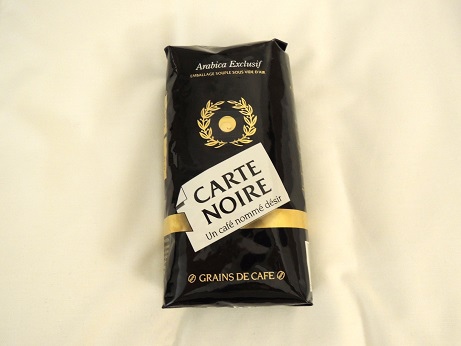 Arabica Exclusif
EMBALLAGE SOUPLE SOUS VIDE D'AIR
CARTE
NOIRE
Un café nommé désir
GRAINS DE CAFE